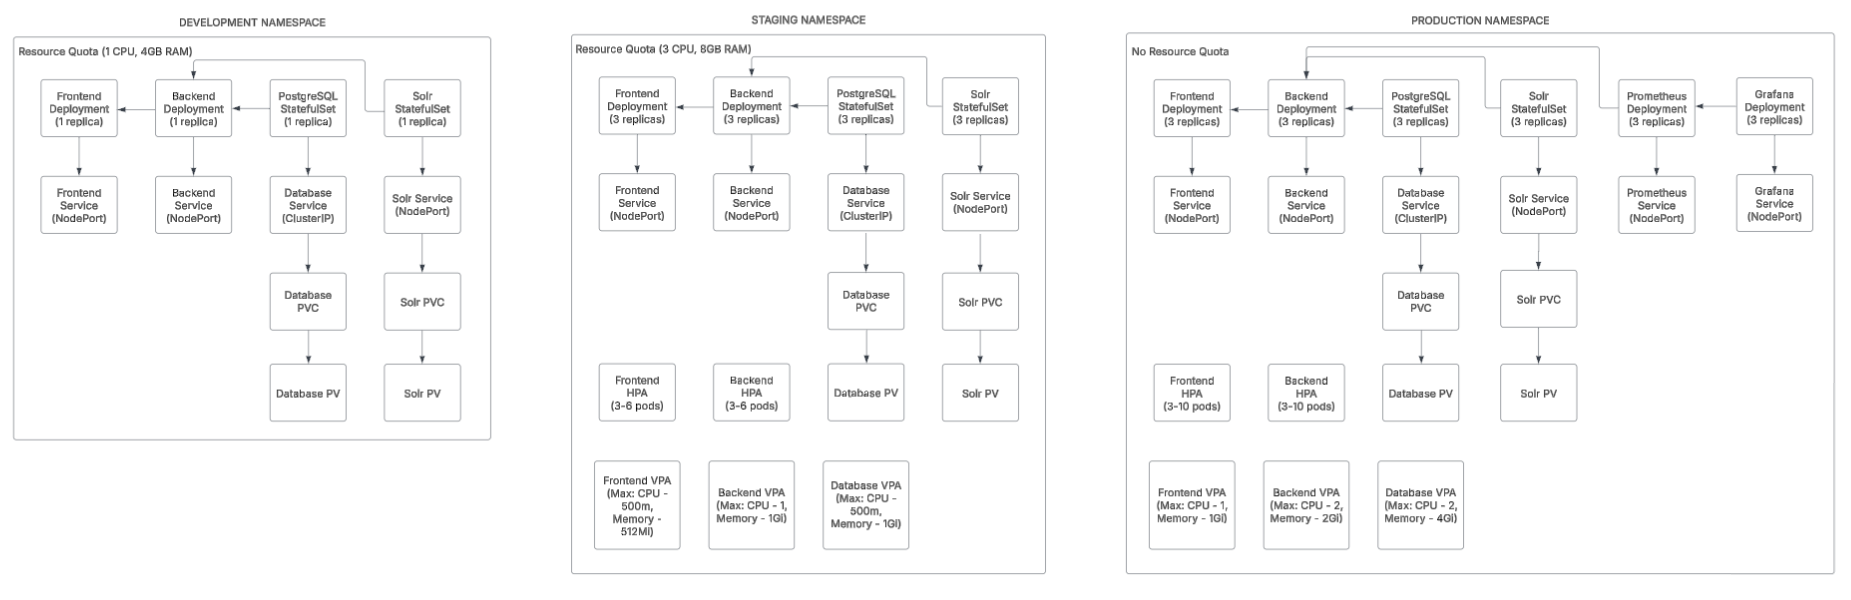 DEVELOPMENT NAMESPACE
Resource Quota (1 CPU, 4GB RAM)
Frontend
Deployment
(1 replica)
Backend
Deployment
(1 replica)
PostgreSQL
StatefulSet
(1 replica)
Solr
StatefulSet
(1 replica)
Frontend
Service
(NodePort)
Backend
Service
(NodePort)
Database
Service
(ClusterIP)
Solr Service
(NodePort)
Database
PVC
Solr PVC
Database PV
Solr PV
STAGING NAMESPACE
Resource Quota (3 CPU, 8GB RAM)
Frontend
Deployment
(3 replicas)
Backend
Deployment
(3 replicas)
PostgreSQL
StatefulSet
(3 replicas)
Solr
StatefulSet
(3 replicas)
Frontend
Service
(NodePort)
Backend
Service
(NodePort)
Database
Service
(ClusterIP)
Solr Service
(NodePort)
Database
PVC
Solr PVC
Frontend
HPA
(3-6 pods)
Backend
HPA
(3-6 pods)
Database PV
Solr PV
Frontend VPA
(Max: CPU -
500m,
Memory -
512Mi)
Backend VPA
(Max: CPU - 1,
Memory - 1Gi)
Database VPA
(Max: CPU -
500m,
Memory - 1Gi)
PRODUCTION NAMESPACE
No Resource Quota
Frontend
Deployment
(3 replicas)
Backend
Deployment
(3 replicas)
PostgreSQL
StatefulSet
(3 replicas)
Solr
StatefulSet
(3 replicas)
Prometheus
Deployment
(3 replicas)
Grafana
Deployment
(3 replicas)
Frontend
Service
(NodePort)
Backend
Service
(NodePort)
Database
Service
(ClusterIP)
Solr Service
(NodePort)
Prometheus
Service
(NodePort)
Grafana
Service
(NodePort)
Database
PVC
Solr PVC
Frontend
HPA
(3-10 pods)
Backend
HPA
(3-10 pods)
Database PV
Solr PV
Frontend VPA
(Max: CPU - 1,
Memory - 1Gi)
Backend VPA
(Max: CPU - 2,
Memory - 2Gi)
Database VPA
(Max: CPU - 2,
Memory - 4Gi)